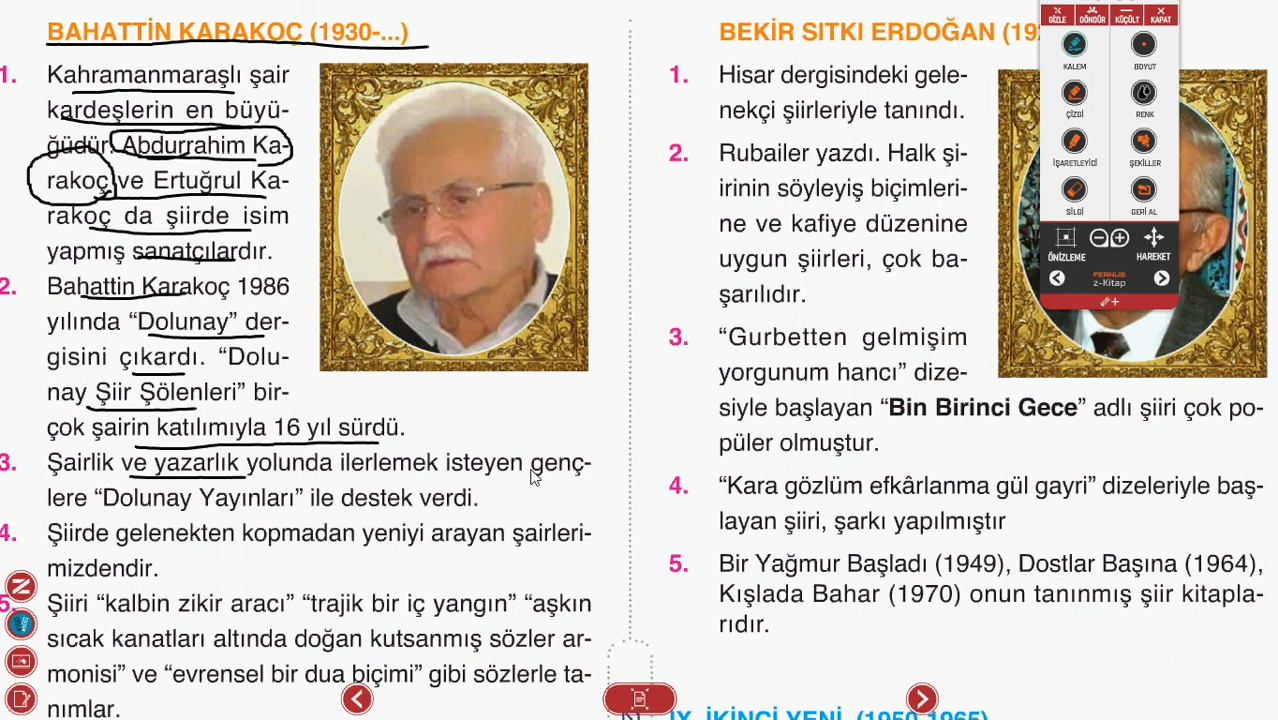 BAHATTİN KARAKOÇ (1930-...)
1. Kahramanmaraşlı şair
kardeşlerin en büyü-
ğüdür. Abdurrahim Ka-
rakoç ve Ertuğrul Ka-
rakoç da şiirde isim
yapmış sanatçılardır.
2. Bahattin Karakoç 1986
yılında “Dolunay” der-
gisini çıkardı. “Dolu-
nay Şiir Şölenleri” bir-
çok şairin katılımıyla 16 yıl sürdü.
3. Şairlik ve yazarlık yolunda ilerlemek isteyen genç-
lere “Dolunay Yayınları” ile destek verdi.
4. Şiirde gelenekten kopmadan yeniyi arayan şairleri-
mizdendir.
5. Şiiri “kalbin zikir aracı” “trajik bir iç yangın” “aşkın
sıcak kanatları altında doğan kutsanmış sözler ar-
monisi” ve “evrensel bir dua biçimi” gibi sözlerle ta-
nımlar.
BEKİR SITKI ERDOĞAN
1. Hisar dergisindeki gele-
nekçi şiirleriyle tanındı.
2. Rubailer yazdı. Halk şi-
irinin söyleyiş biçimleri-
ne ve kafiye düzenine
uygun şiirleri, çok ba-
şarılıdır.
3. “Gurbetten gelmişim
yorgunum hancı” dize-
siyle başlayan “Bin Birinci Gece” adlı şiiri çok po-
püler olmuştur.
4. “Kara gözlüm efkârlanma gül gayri” dizeleriyle baş-
layan şiiri, şarkı yapılmıştır
5. Bir Yağmur Başladı (1949), Dostlar Başına (1964),
Kışlada Bahar (1970) onun tanınmış şiir kitapla-
rıdır.
IX. İKİNCİ YENİ (1950-1965)
GİZLE DÖNDÜR KÜÇÜLT KAPAT
KALEM BOYUT
ÇİZGİ RENK
İŞARETLEYİCİ ŞEKİLLER
SİLGİ GERİ AL
ÖNİZLEME HAREKET
FERNUS
z-Kitap